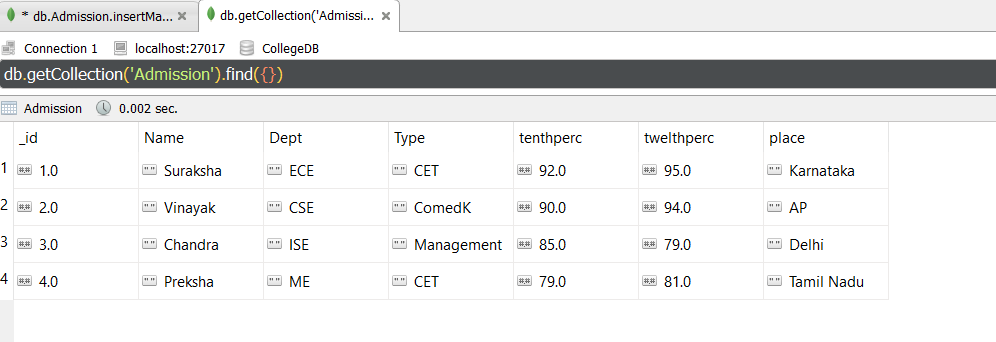 * db.Admission.insertMa... db.getCollection('Admissi...
Connection 1 localhost:27017 CollegeDB
db.getCollection('Admission').find({})
Admission 0.002 sec.
_id Name Dept Type tenthperc twelthperc place
1 1.0 Suraksha ECE CET 92.0 95.0 Karnataka
2 2.0 Vinayak CSE ComedK 90.0 94.0 AP
3 3.0 Chandra ISE Management 85.0 79.0 Delhi
4 4.0 Preksha ME CET 79.0 81.0 Tamil Nadu